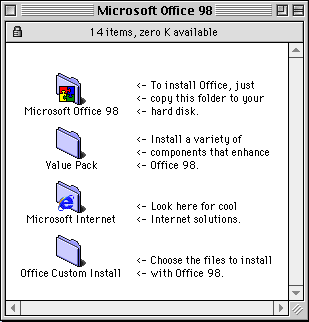 Microsoft Office 98
14 items, zero K available
<- To install Office, just
Microsoft Office 98 <- copy this folder to your
<- hard disk.
<- Install a variety of
<- components that enhance
Value Pack <- Office 98.
<- Look here for cool
Microsoft Internet <- Internet solutions.
<- Choose the files to install
Office Custom Install <- with Office 98.